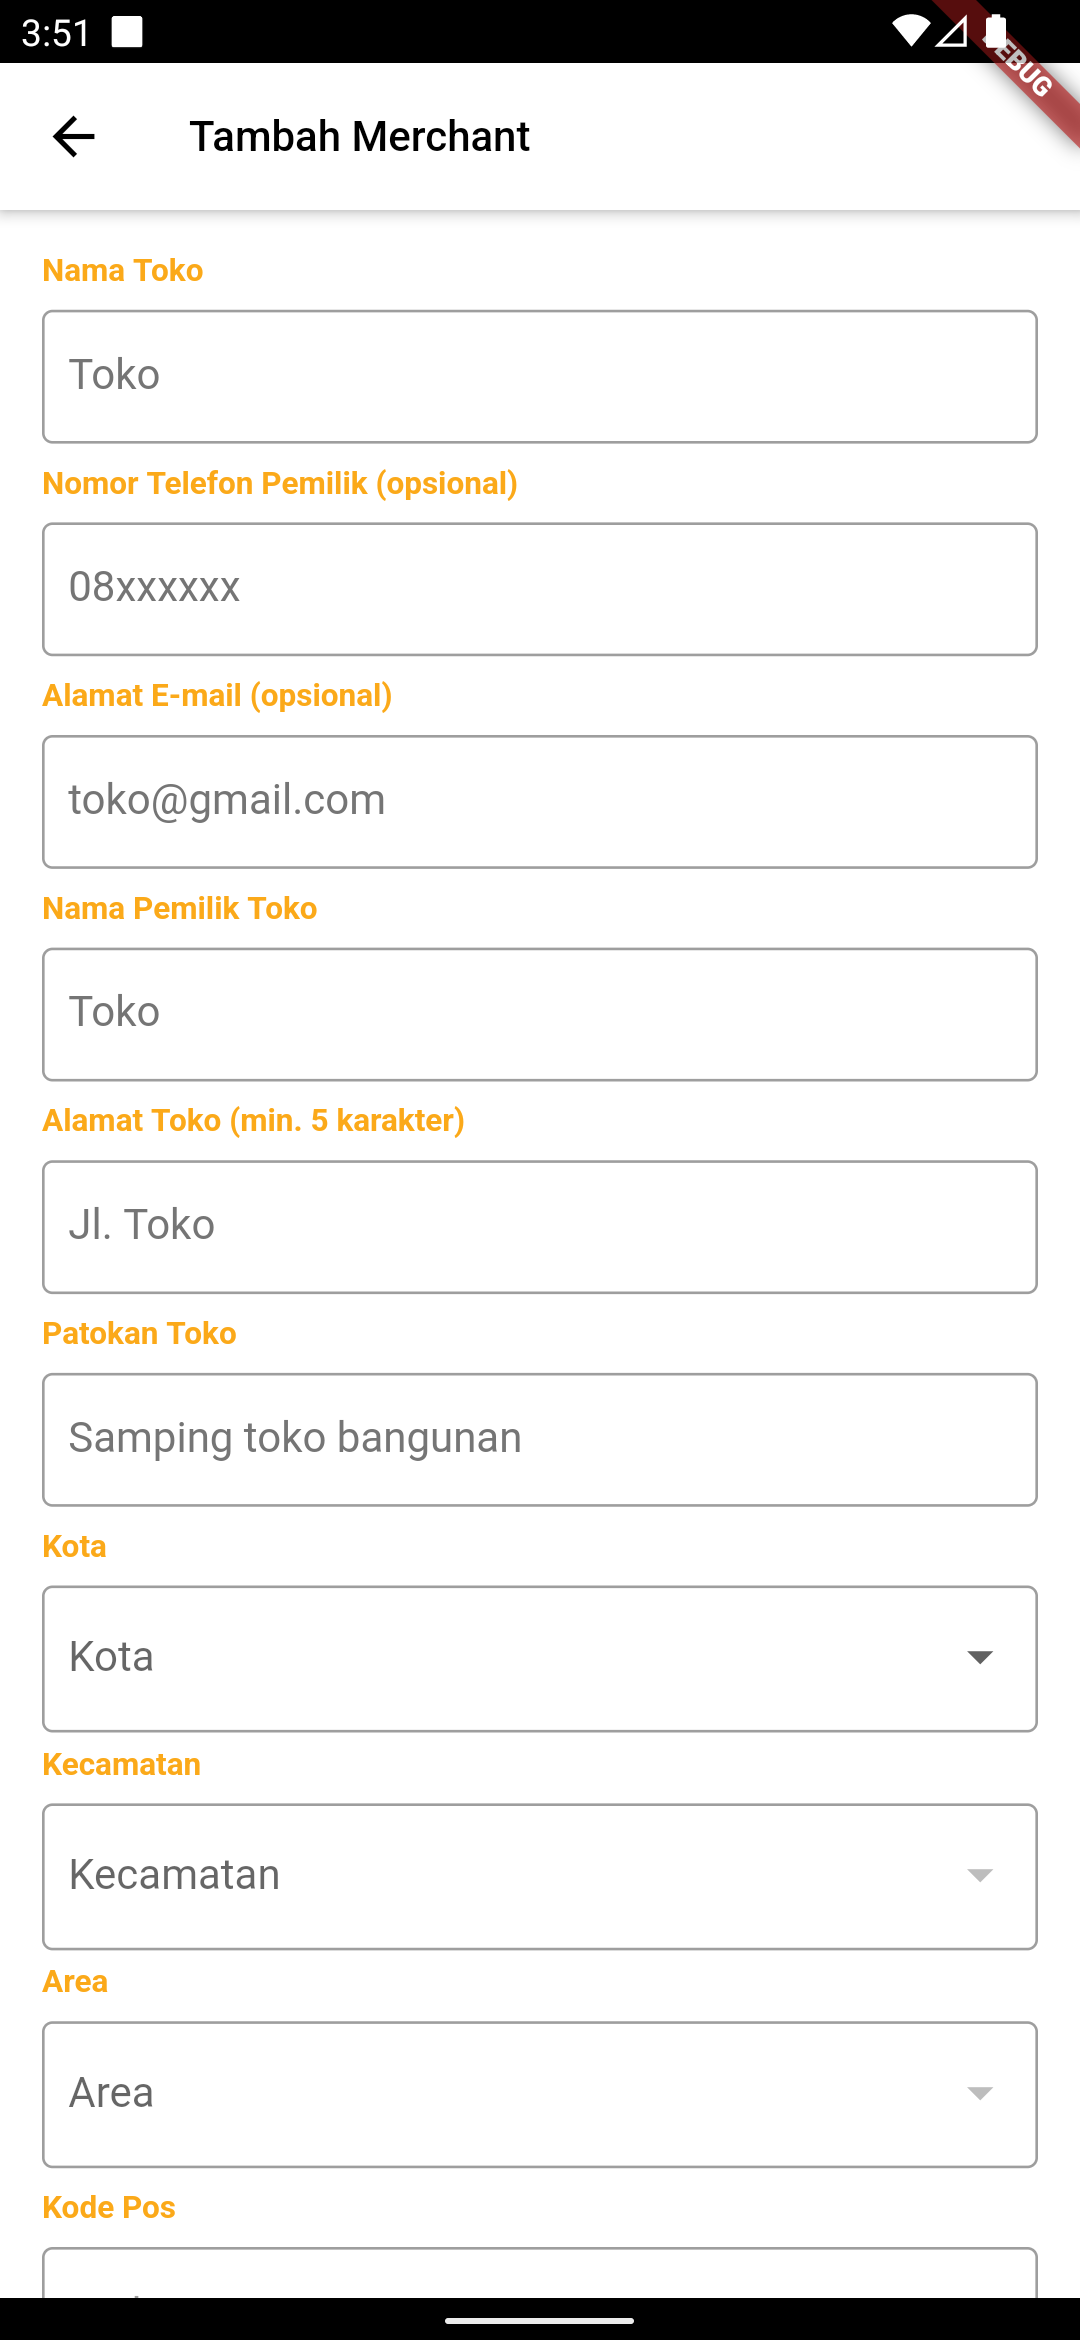 3:51
DEBUG
Tambah Merchant
Nama Toko
Toko
Nomor Telefon Pemilik (opsional)
08xxxxxx
Alamat E-mail (opsional)
toko@gmail.com
Nama Pemilik Toko
Toko
Alamat Toko (min. 5 karakter)
Jl. Toko
Patokan Toko
Samping toko bangunan
Kota
Kota
Kecamatan
Kecamatan
Area
Area
Kode Pos